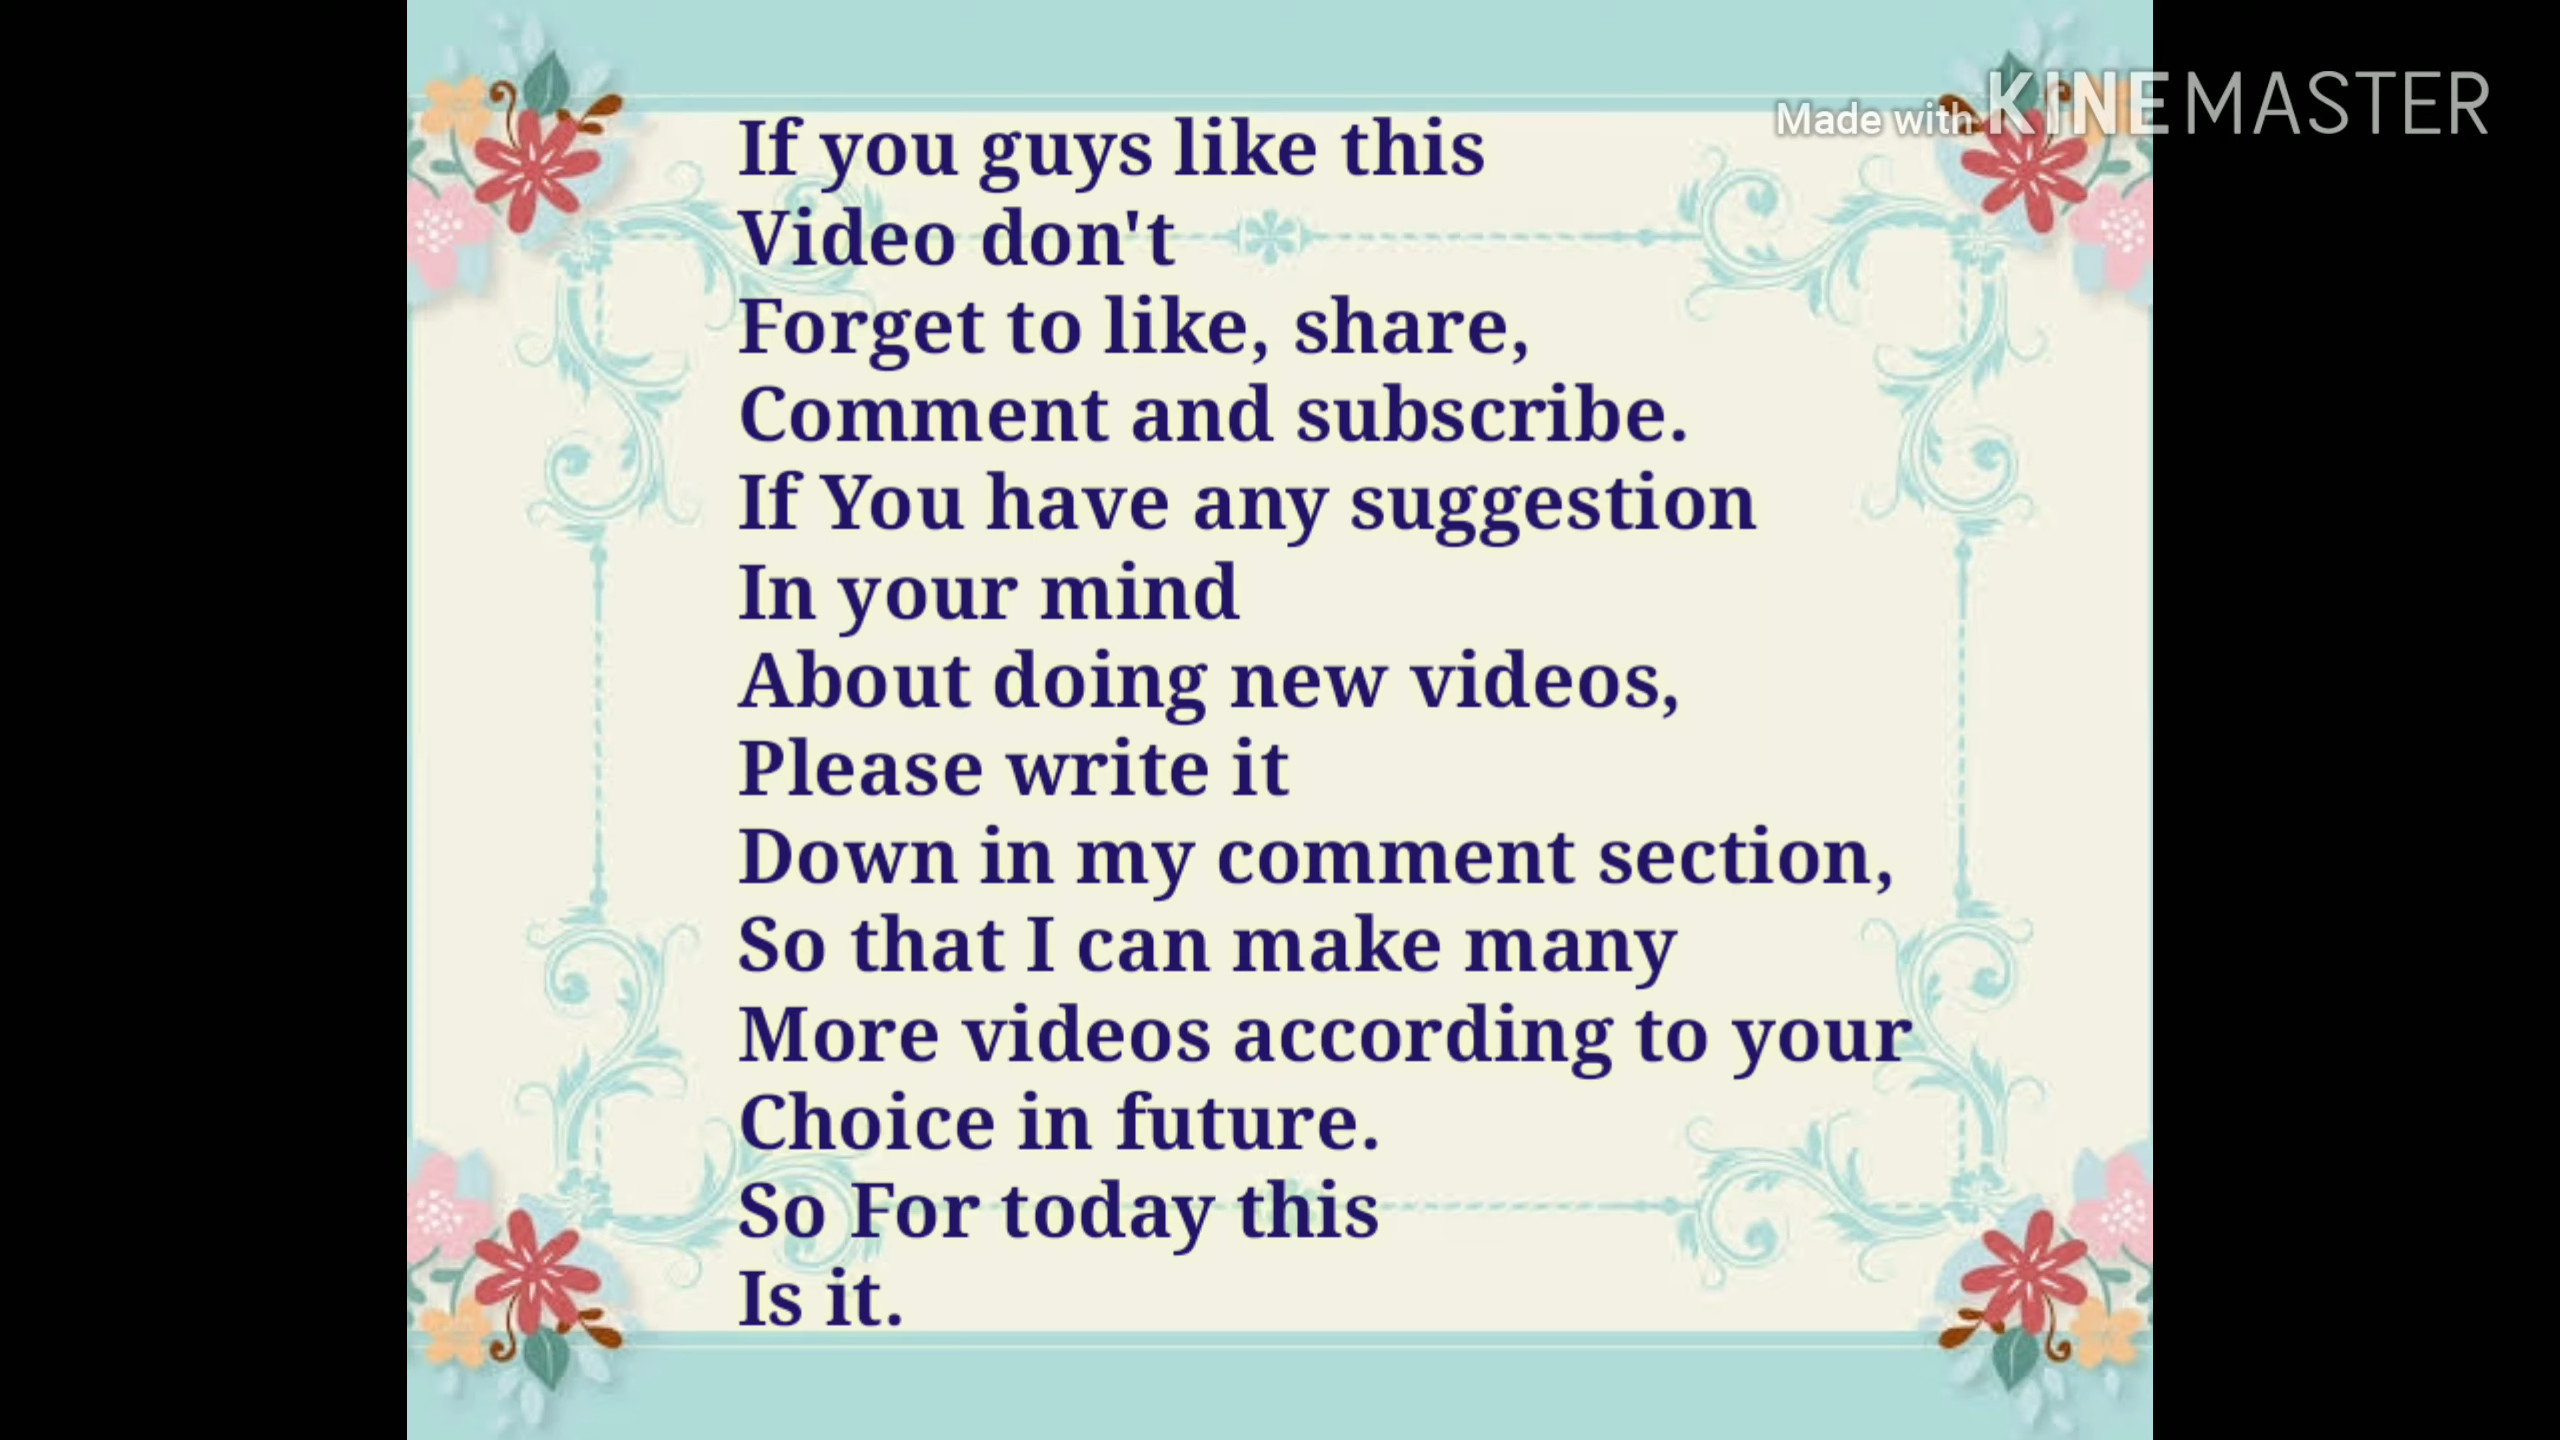 Made with KINEMASTER
If you guys like this
Video don't
Forget to like, share,
Comment and subscribe.
If You have any suggestion
In your mind
About doing new videos,
Please write it
Down in my comment section,
So that I can make many
More videos according to your
Choice in future.
So For today this
Is it.